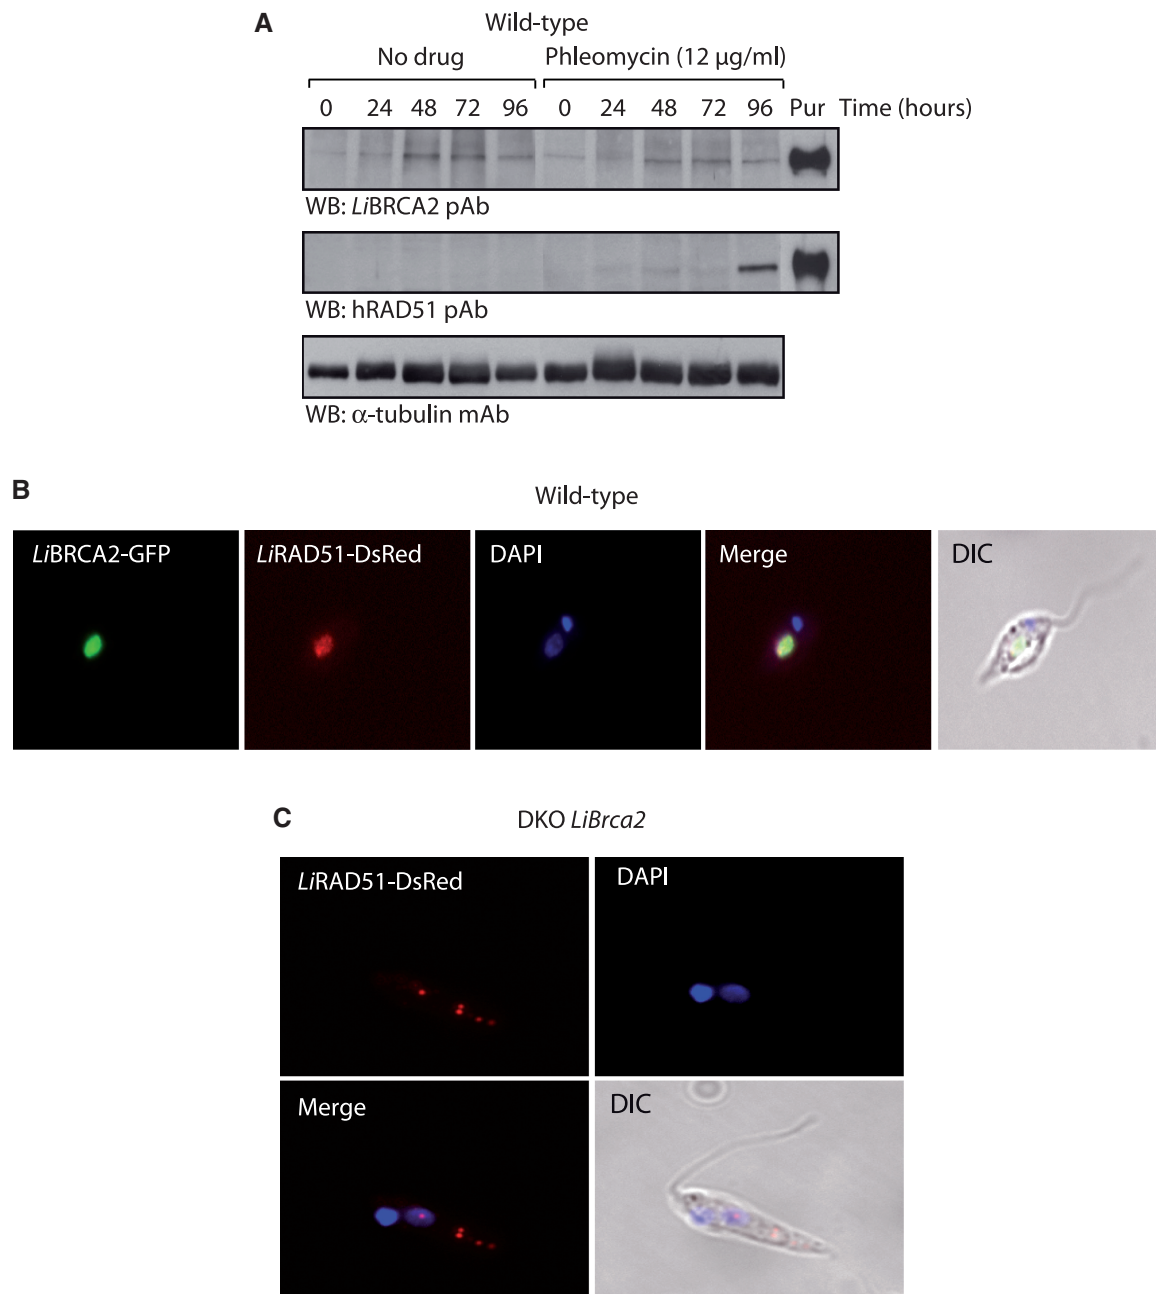 A
Wild-type
No drug Phleomycin (12 µg/ml)
0 24 48 72 96 0 24 48 72 96 Pur Time (hours)
WB: LiBRCA2 pAb
WB: hRAD51 pAb
WB: α-tubulin mAb
B
Wild-type
LiBRCA2-GFP LiRAD51-DsRed DAPI Merge DIC
C
DKO LiBrca2
LiRAD51-DsRed DAPI
Merge DIC